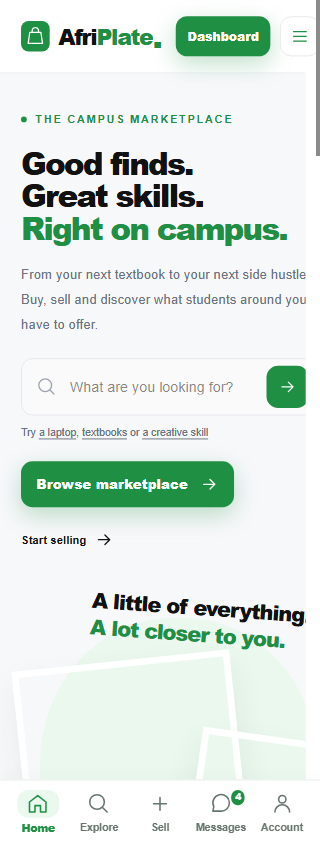 AfriPlate.
Dashboard
THE CAMPUS MARKETPLACE
Good finds.
Great skills.
Right on campus.
From your next textbook to your next side hustle
Buy, sell and discover what students around you
have to offer.
What are you looking for?
Try a laptop, textbooks or a creative skill
Browse marketplace
Start selling
A little of everything.
A lot closer to you.
4
Home
Explore
Sell
Messages
Account